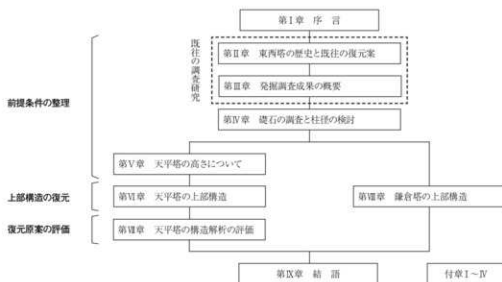 第Ⅰ章 序 言
既往の調査研究
第Ⅱ章 東西塔の歴史と既往の復元案
第Ⅲ章 発掘調査成果の概要
前提条件の整理
第Ⅳ章 礎石の調査と柱径の検討
第Ⅴ章 天平塔の高さについて
上部構造の復元
第Ⅵ章 天平塔の上部構造
第Ⅷ章 鎌倉塔の上部構造
復元原案の評価
第Ⅶ章 天平塔の構造解析の評価
第Ⅸ章 結 語
付章Ⅰ～Ⅳ